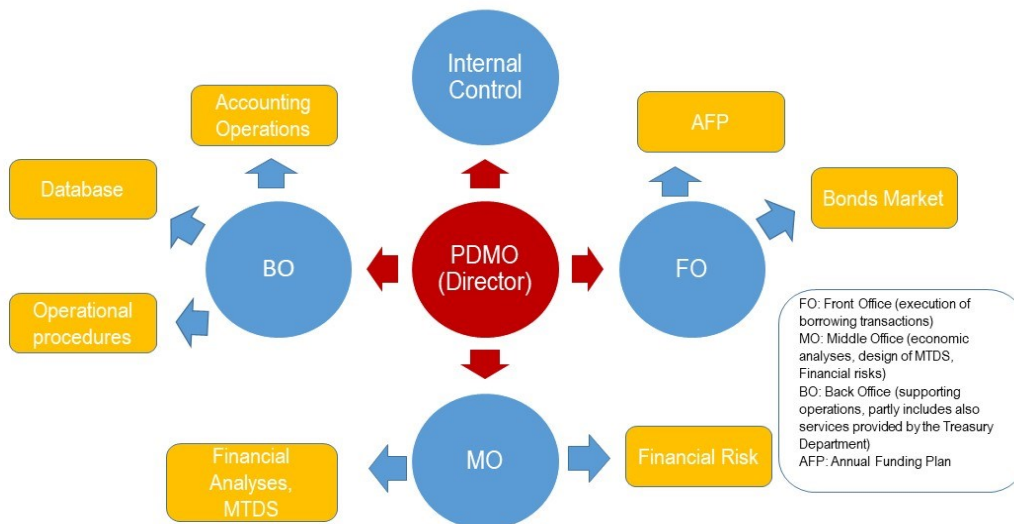 Internal
Control
Accounting
Operations
AFP
Database
Bonds Market
BO
PDMO
(Director)
FO
Operational
procedures
FO: Front Office (execution of
borrowing transactions)
MO: Middle Office (economic
analyses, design of MTDS,
Financial risks)
BO: Back Office (supporting
operations, partly includes also
services provided by the Treasury
Department)
AFP: Annual Funding Plan
Financial
Analyses,
MTDS
MO
Financial Risk